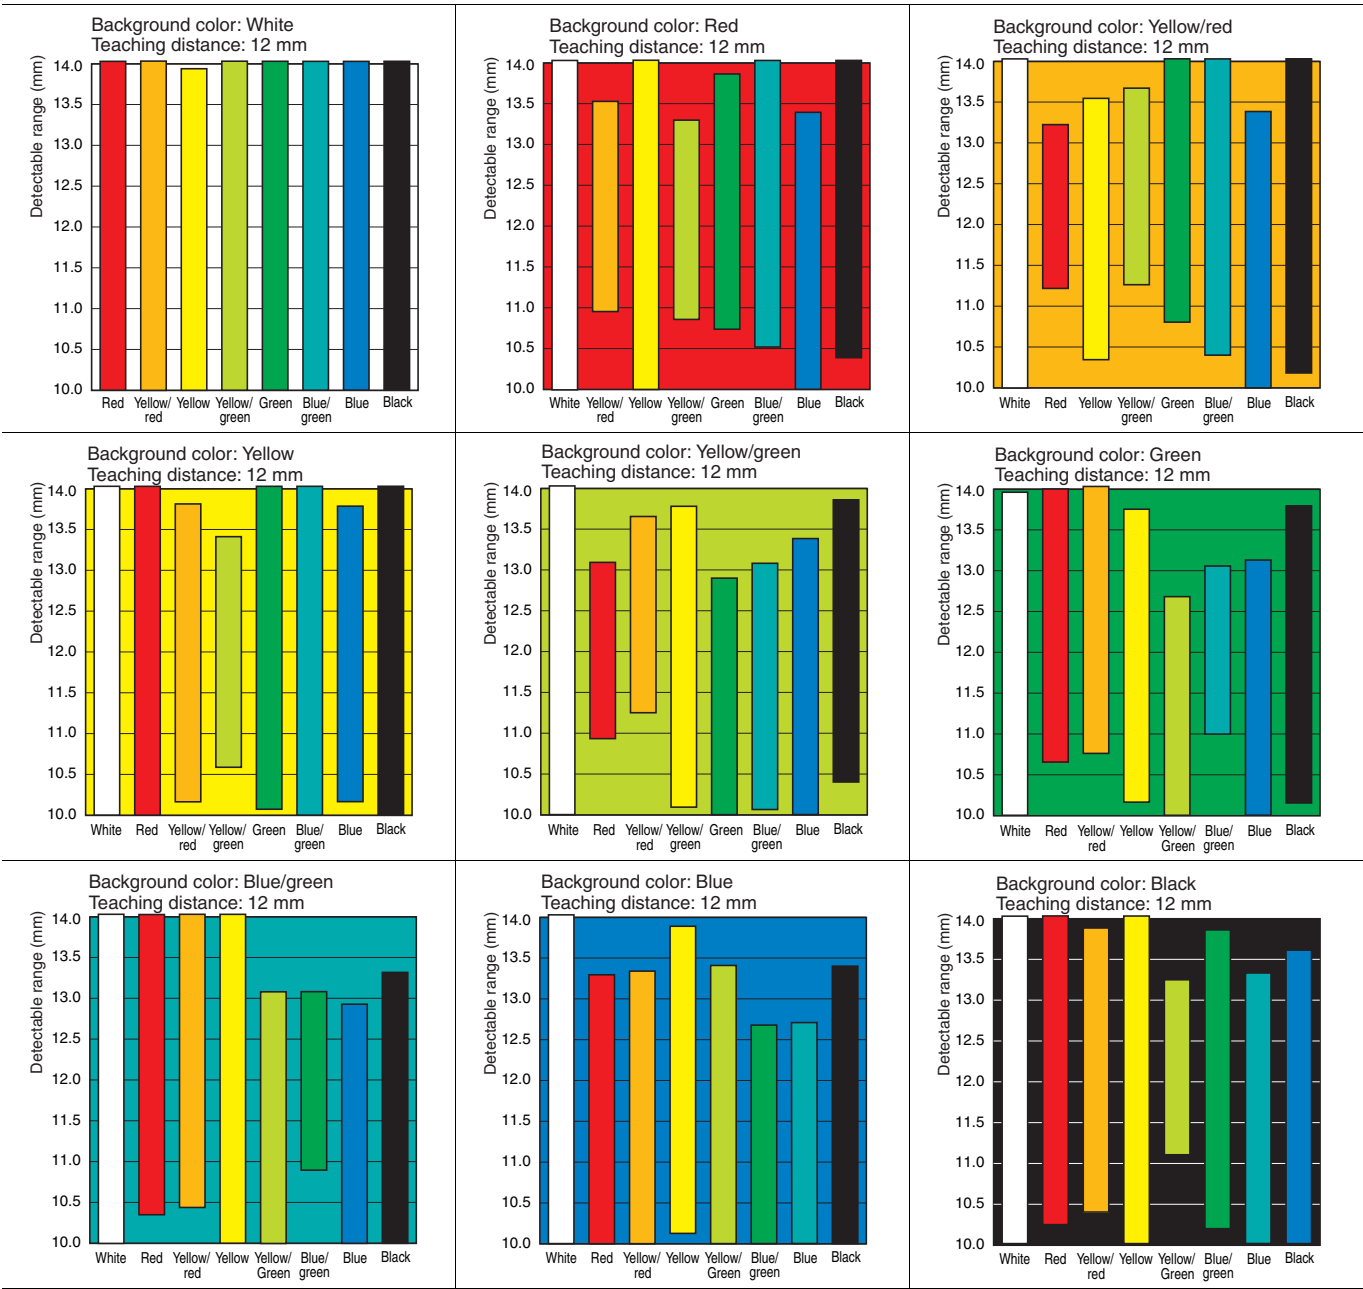 Background color: White
Teaching distance: 12 mm
Detectable range (mm)
14.0
13.5
13.0
12.5
12.0
11.5
11.0
10.5
10.0
Red Yellow/ Yellow Yellow/ Green Blue/ Blue Black
red green green
Background color: Red
Teaching distance: 12 mm
Detectable range (mm)
14.0
13.5
13.0
12.5
12.0
11.5
11.0
10.5
10.0
White Yellow/ Yellow Yellow/ Green Blue/ Blue Black
red green green
Background color: Yellow/red
Teaching distance: 12 mm
Detectable range (mm)
14.0
13.5
13.0
12.5
12.0
11.5
11.0
10.5
10.0
White Red Yellow Yellow/ Green Blue/ Blue Black
green green
Background color: Yellow
Teaching distance: 12 mm
Detectable range (mm)
14.0
13.5
13.0
12.5
12.0
11.5
11.0
10.5
10.0
White Red Yellow/ Yellow/ Green Blue/ Blue Black
red green green
Background color: Yellow/green
Teaching distance: 12 mm
Detectable range (mm)
14.0
13.5
13.0
12.5
12.0
11.5
11.0
10.5
10.0
White Red Yellow/ Yellow/ Green Blue/ Blue Black
red green green
Background color: Green
Teaching distance: 12 mm
Detectable range (mm)
14.0
13.5
13.0
12.5
12.0
11.5
11.0
10.5
10.0
White Red Yellow/ Yellow Yellow/ Blue/ Blue Black
red Green green
Background color: Blue/green
Teaching distance: 12 mm
Detectable range (mm)
14.0
13.5
13.0
12.5
12.0
11.5
11.0
10.5
10.0
White Red Yellow/ Yellow Yellow/ Blue/ Blue Black
red Green green
Background color: Blue
Teaching distance: 12 mm
Detectable range (mm)
14.0
13.5
13.0
12.5
12.0
11.5
11.0
10.5
10.0
White Red Yellow/ Yellow Yellow/ Blue/ Blue Black
red Green green
Background color: Black
Teaching distance: 12 mm
Detectable range (mm)
14.0
13.5
13.0
12.5
12.0
11.5
11.0
10.5
10.0
White Red Yellow/ Yellow Yellow/ Blue/ Blue Black
red Green green